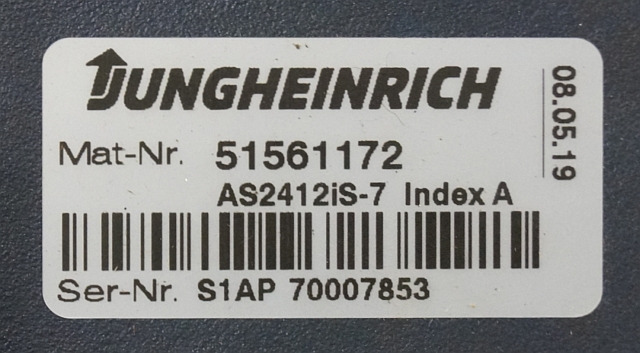 JUNGHEINRICH
Mat-Nr. 51561172
AS2412iS-7 Index A
Ser-Nr. S1AP 70007853
08.05.19